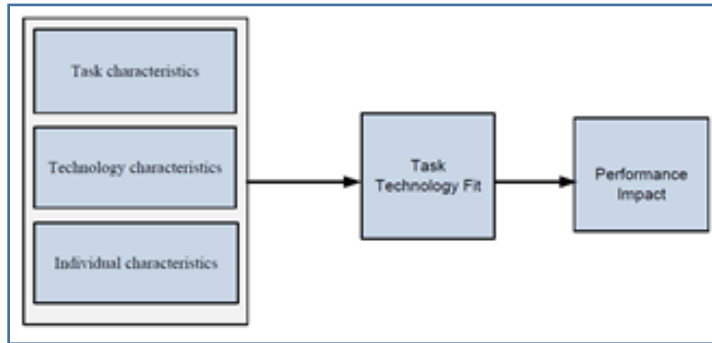 Task characteristics
Technology characteristics
Individual characteristics
Task
Technology Fit
Performance
Impact